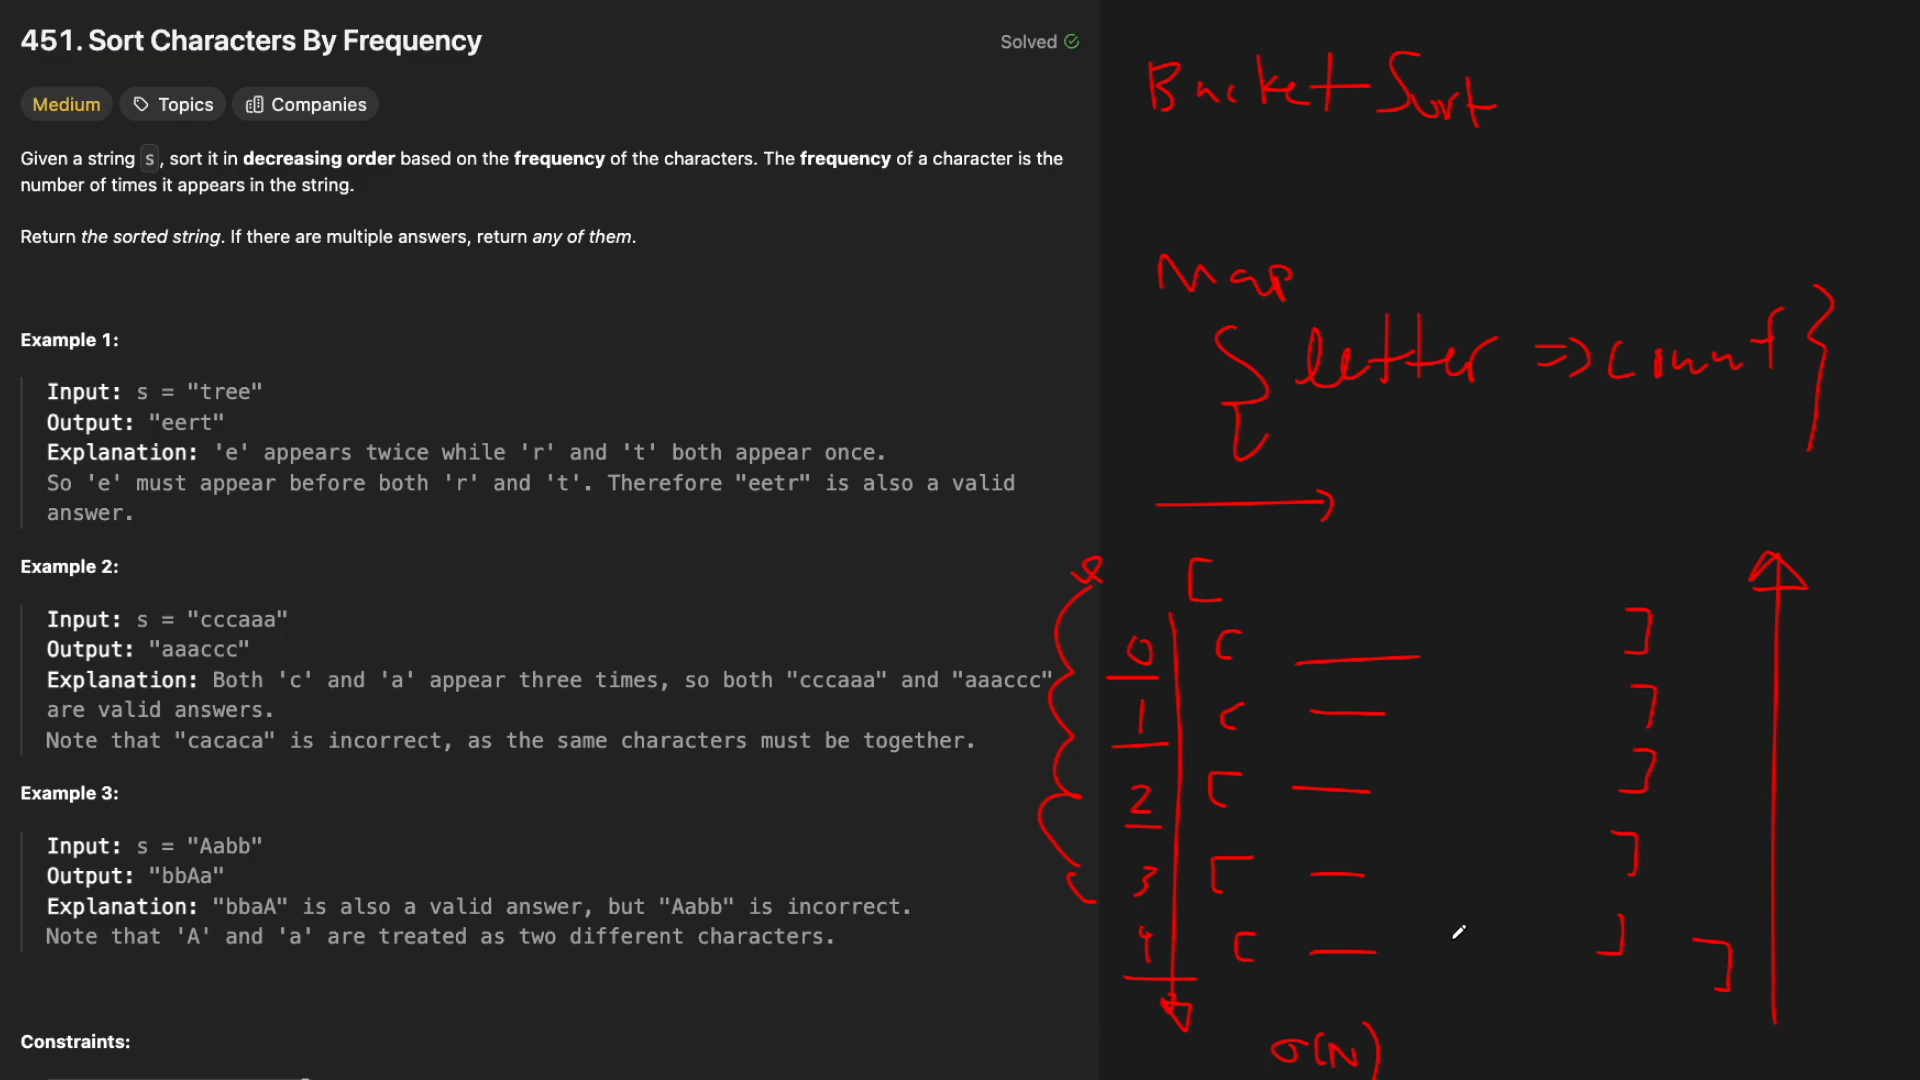 451. Sort Characters By Frequency
Solved
Medium Topics Companies
Given a string s, sort it in decreasing order based on the frequency of the characters. The frequency of a character is the
number of times it appears in the string.
Return the sorted string. If there are multiple answers, return any of them.
Example 1:
Input: s = "tree"
Output: "eert"
Explanation: 'e' appears twice while 'r' and 't' both appear once.
So 'e' must appear before both 'r' and 't'. Therefore "eetr" is also a valid
answer.
Example 2:
Input: s = "cccaaa"
Output: "aaaccc"
Explanation: Both 'c' and 'a' appear three times, so both "cccaaa" and "aaaccc"
are valid answers.
Note that "cacaca" is incorrect, as the same characters must be together.
Example 3:
Input: s = "Aabb"
Output: "bbAa"
Explanation: "bbaA" is also a valid answer, but "Aabb" is incorrect.
Note that 'A' and 'a' are treated as two different characters.
Constraints:
Bucket Sort
Map
{ letter => count }
[
0 [ ]
1 [ ]
2 [ ]
3 [ ]
4 [ ] ]
O(N)